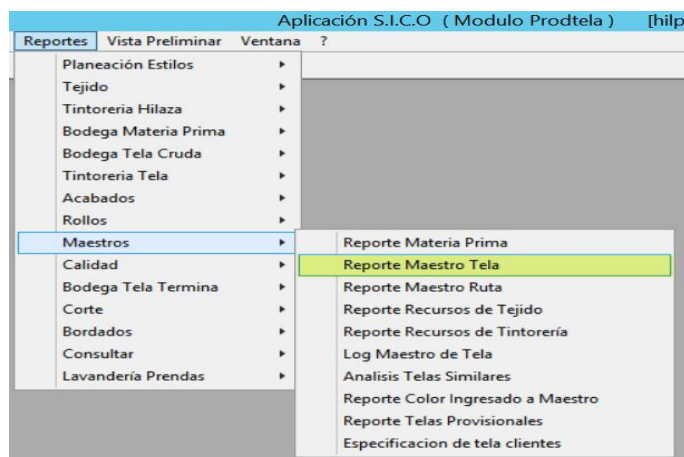 Aplicación S.I.C.O ( Modulo Prodtela ) [hilp
Reportes Vista Preliminar Ventana ?
Planeación Estilos
Tejido
Tintoreria Hilaza
Bodega Materia Prima
Bodega Tela Cruda
Tintoreria Tela
Acabados
Rollos
Maestros
Calidad
Bodega Tela Termina
Corte
Bordados
Consultar
Lavandería Prendas
Reporte Materia Prima
Reporte Maestro Tela
Reporte Maestro Ruta
Reporte Recursos de Tejido
Reporte Recursos de Tintorería
Log Maestro de Tela
Analisis Telas Similares
Reporte Color Ingresado a Maestro
Reporte Telas Provisionales
Especificacion de tela clientes